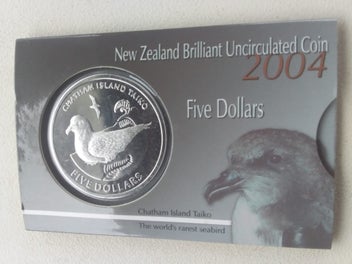 New Zealand Brilliant Uncirculated Coin
2004
Five Dollars
CHATHAM ISLAND TAIKO
FIVE DOLLARS
Chatham Island Taiko
The world's rarest seabird